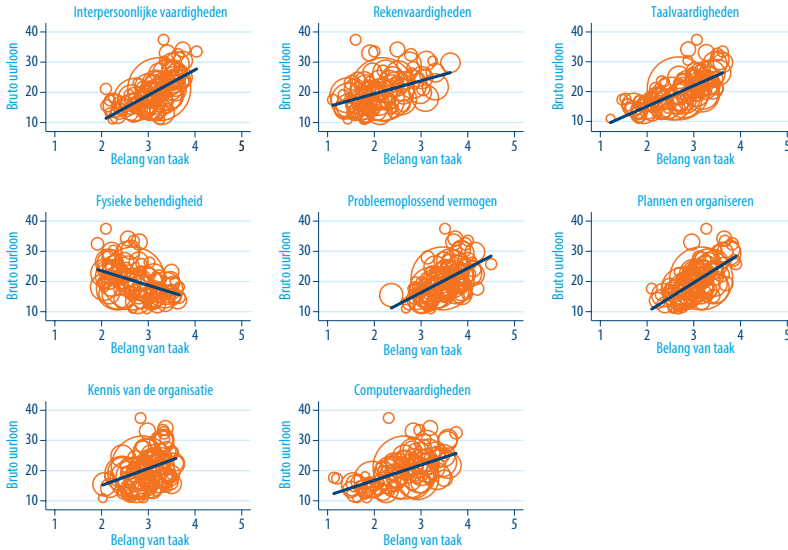 Interpersoonlijke vaardigheden
Bruto uurloon
40
30
20
10
1 2 3 4 5
Belang van taak
Rekenvaardigheden
Bruto uurloon
40
30
20
10
1 2 3 4 5
Belang van taak
Taalvaardigheden
Bruto uurloon
40
30
20
10
1 2 3 4 5
Belang van taak
Fysieke behendigheid
Bruto uurloon
40
30
20
10
1 2 3 4 5
Belang van taak
Probleemoplossend vermogen
Bruto uurloon
40
30
20
10
1 2 3 4 5
Belang van taak
Plannen en organiseren
Bruto uurloon
40
30
20
10
1 2 3 4 5
Belang van taak
Kennis van de organisatie
Bruto uurloon
40
30
20
10
1 2 3 4 5
Belang van taak
Computervaardigheden
Bruto uurloon
40
30
20
10
1 2 3 4 5
Belang van taak